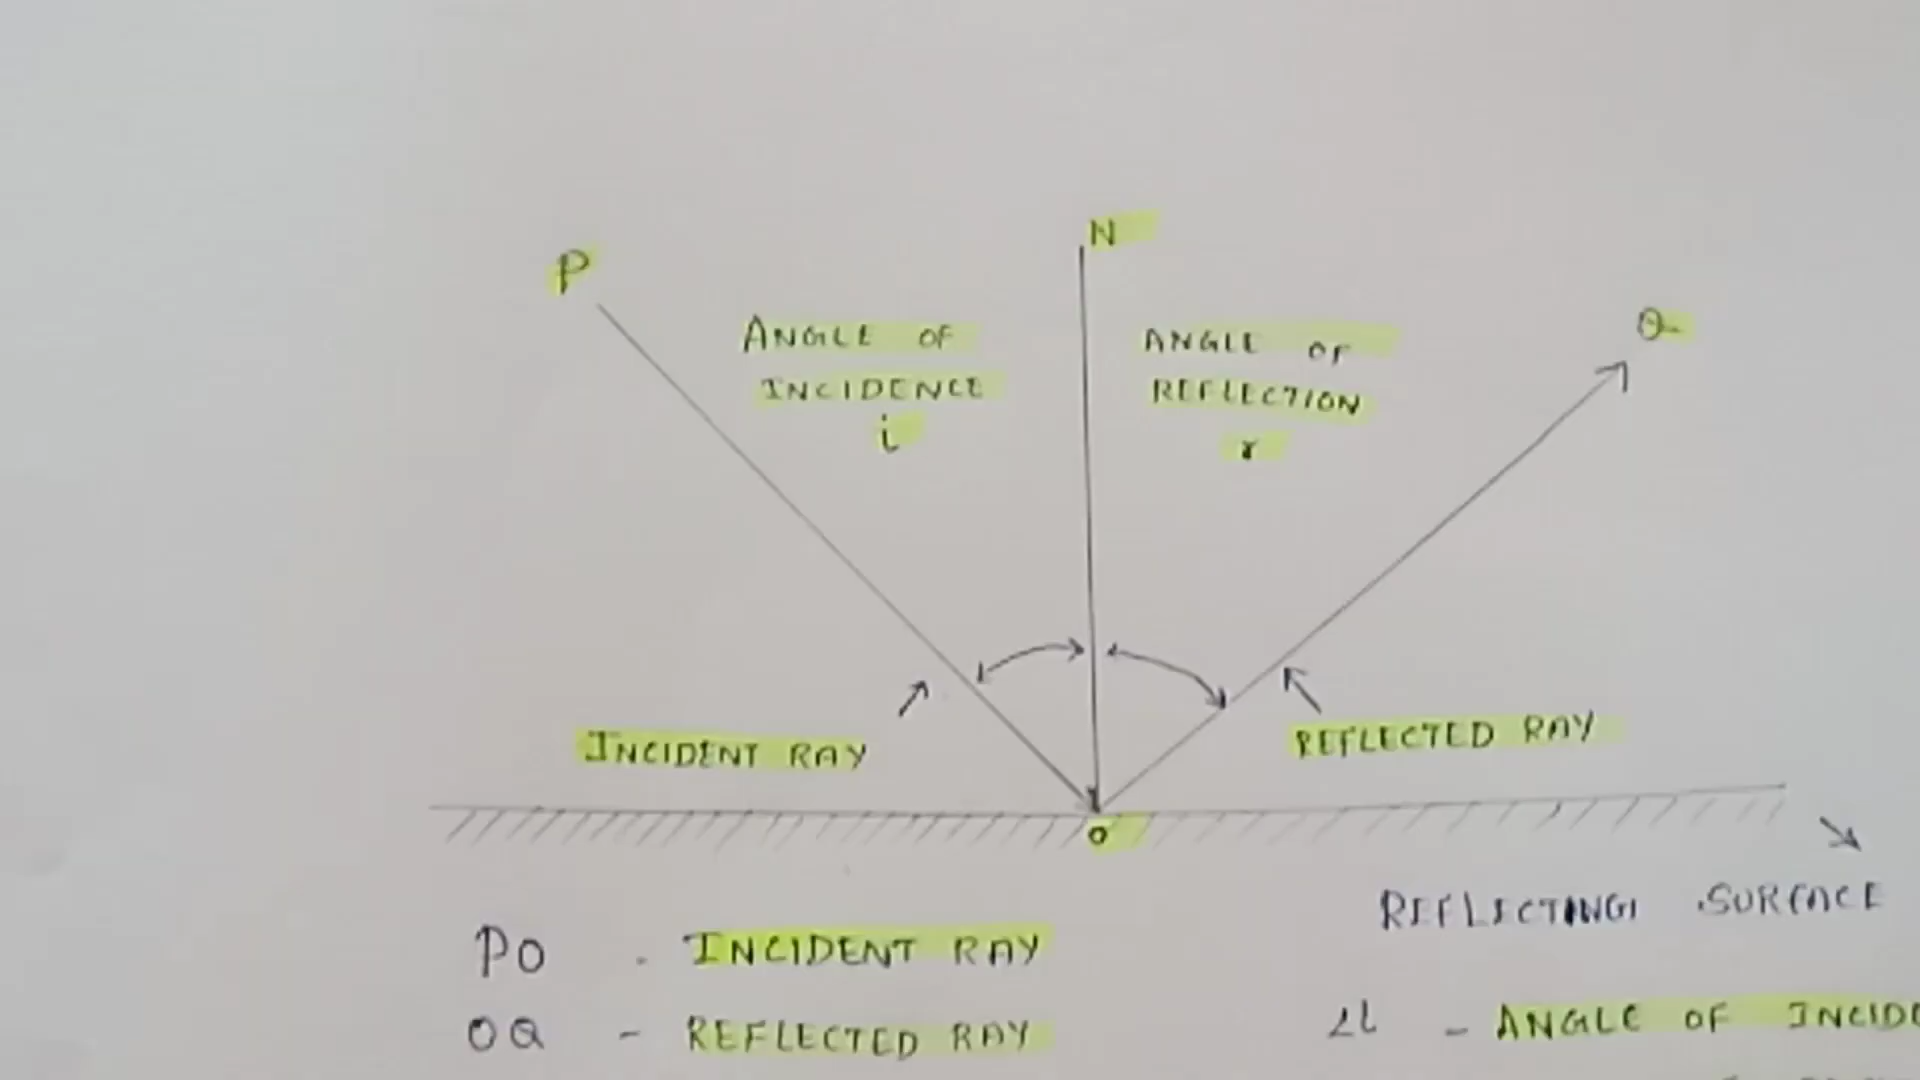 N
P
Q
ANGLE OF
INCIDENCE
i
ANGLE OF
REFLECTION
r
INCIDENT RAY
REFLECTED RAY
O
REFLECTING SURFACE
PO - INCIDENT RAY
OQ - REFLECTED RAY
∠i - ANGLE OF INCIDE